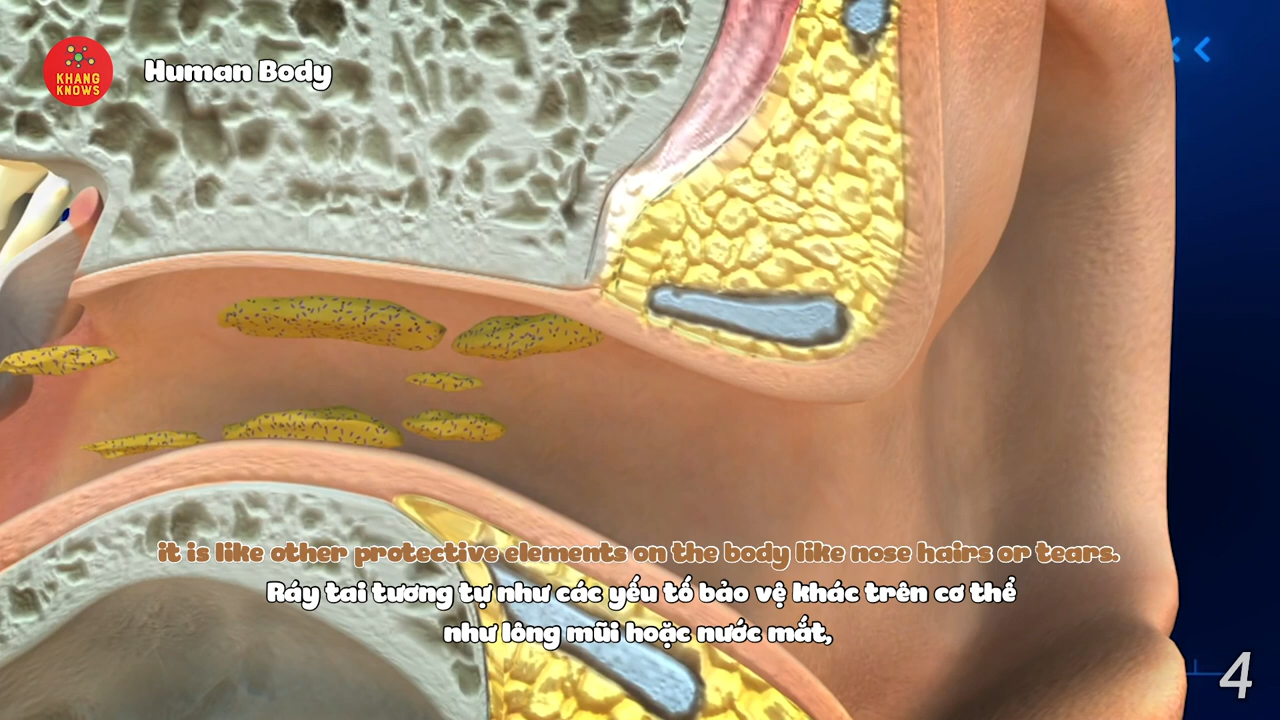 KHANG
KNOWS
Human Body
it is like other protective elements on the body like nose hairs or tears.
Ráy tai tương tự như các yếu tố bảo vệ khác trên cơ thể
như lông mũi hoặc nước mắt,
4